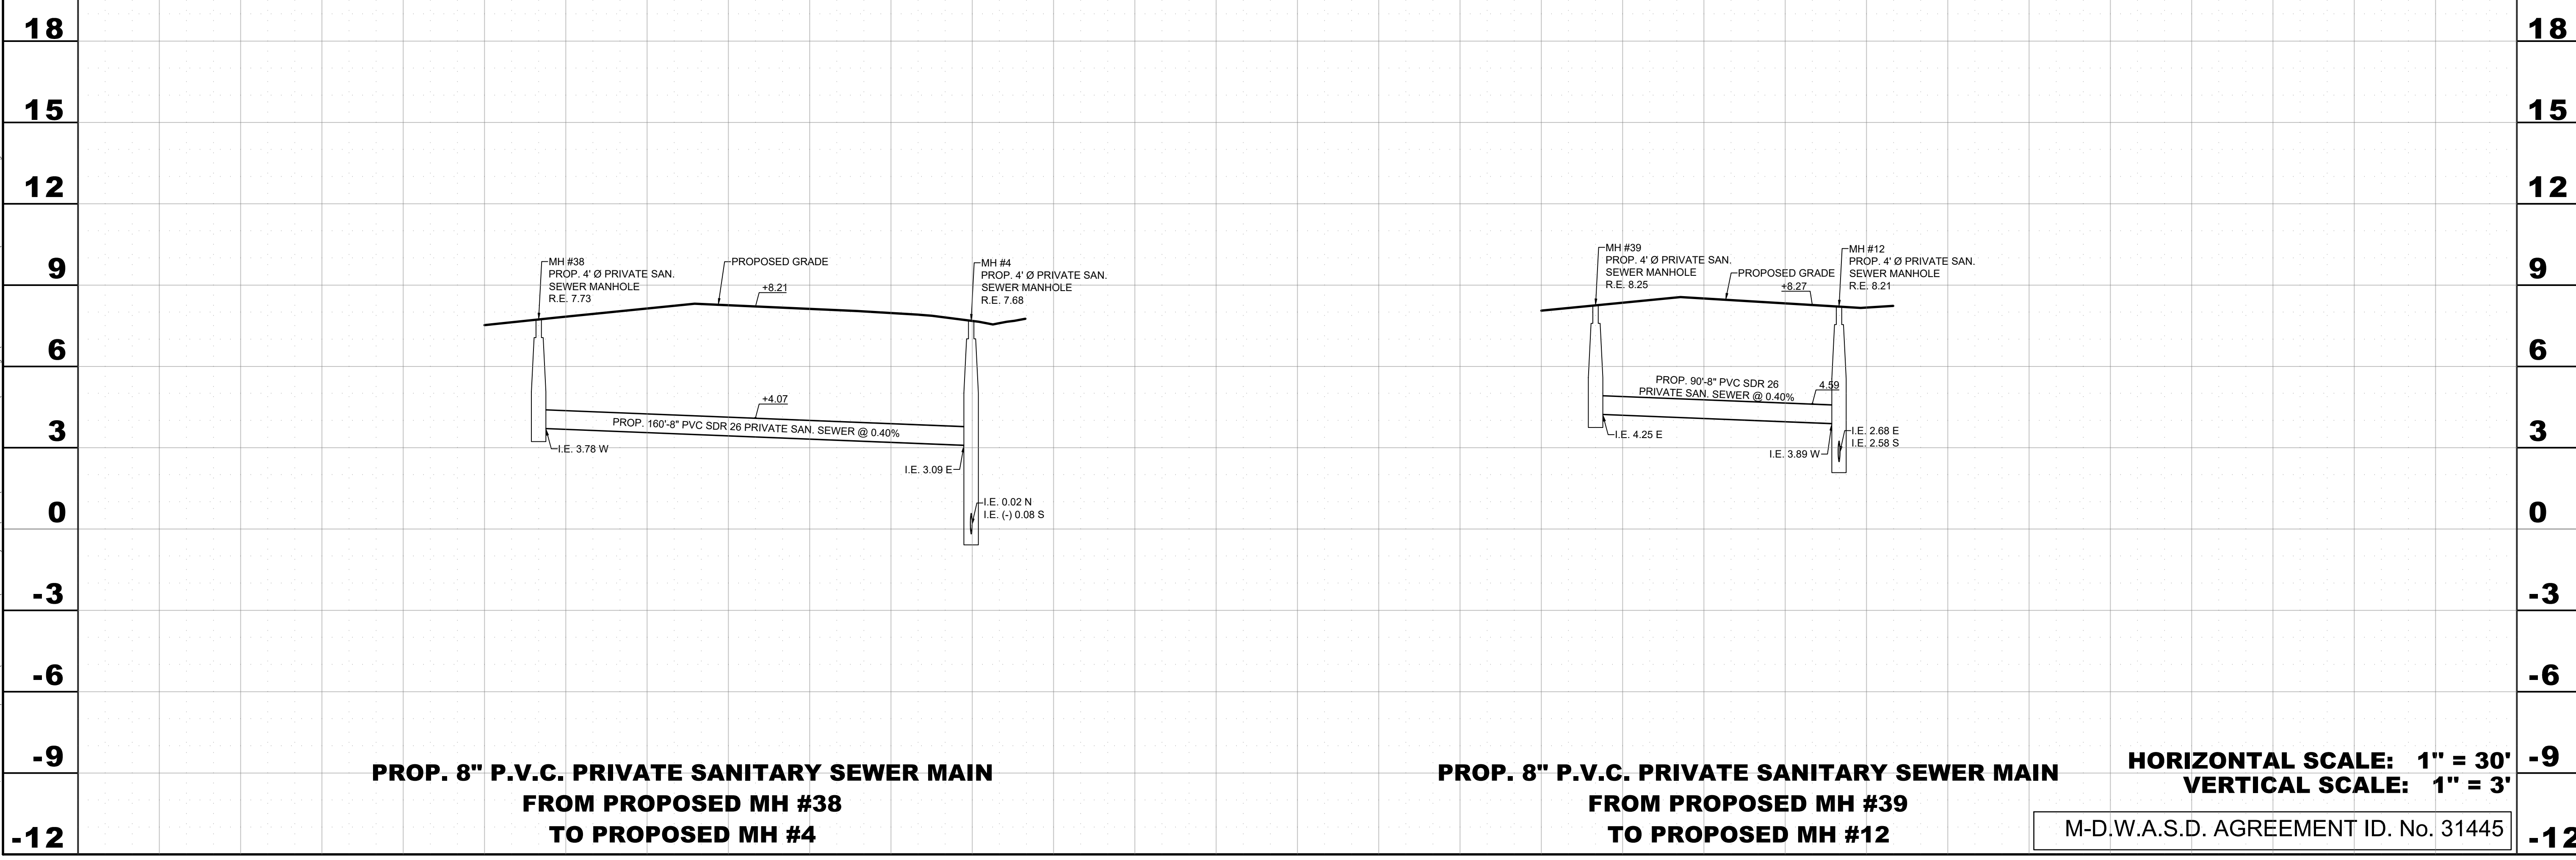 18
15
12
9
6
3
0
-3
-6
-9
-12
MH #38
PROP. 4' Ø PRIVATE SAN.
SEWER MANHOLE
R.E. 7.73
PROPOSED GRADE
+8.21
MH #4
PROP. 4' Ø PRIVATE SAN.
SEWER MANHOLE
R.E. 7.68
+4.07
PROP. 160'-8" PVC SDR 26 PRIVATE SAN. SEWER @ 0.40%
I.E. 3.78 W
I.E. 3.09 E
I.E. 0.02 N
I.E. (-) 0.08 S
PROP. 8" P.V.C. PRIVATE SANITARY SEWER MAIN
FROM PROPOSED MH #38
TO PROPOSED MH #4
MH #39
PROP. 4' Ø PRIVATE SAN.
SEWER MANHOLE
R.E. 8.25
PROPOSED GRADE
+8.27
MH #12
PROP. 4' Ø PRIVATE SAN.
SEWER MANHOLE
R.E. 8.21
PROP. 90'-8" PVC SDR 26
PRIVATE SAN. SEWER @ 0.40%
4.59
I.E. 4.25 E
I.E. 3.89 W
I.E. 2.68 E
I.E. 2.58 S
PROP. 8" P.V.C. PRIVATE SANITARY SEWER MAIN
FROM PROPOSED MH #39
TO PROPOSED MH #12
HORIZONTAL SCALE: 1" = 30'
VERTICAL SCALE: 1" = 3'
M-D.W.A.S.D. AGREEMENT ID. No. 31445
18
15
12
9
6
3
0
-3
-6
-9
-12